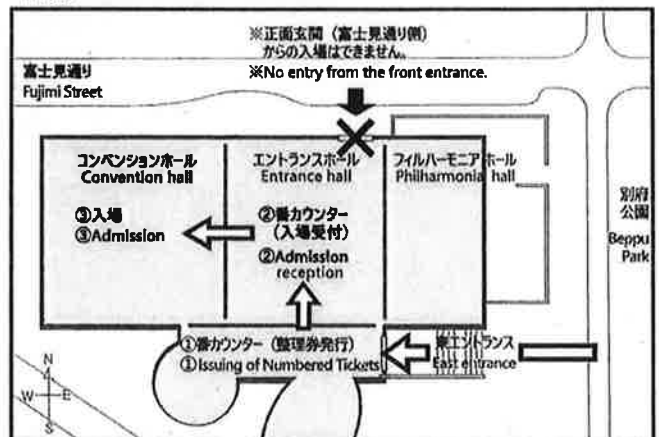 ※正面玄関（富士見通り側）
からの入場はできません。
※No entry from the front entrance.
富士見通り
Fujimi Street
コンベンションホール
Convention hall
エントランスホール
Entrance hall
フィルハーモニアホール
Philharmonia hall
別府
公園
Beppu
Park
③入場
③Admission
②番カウンター
（入場受付）
②Admission
reception
①番カウンター（整理券発行）
①Issuing of Numbered Tickets
東エントランス
East entrance
N
W
E
S